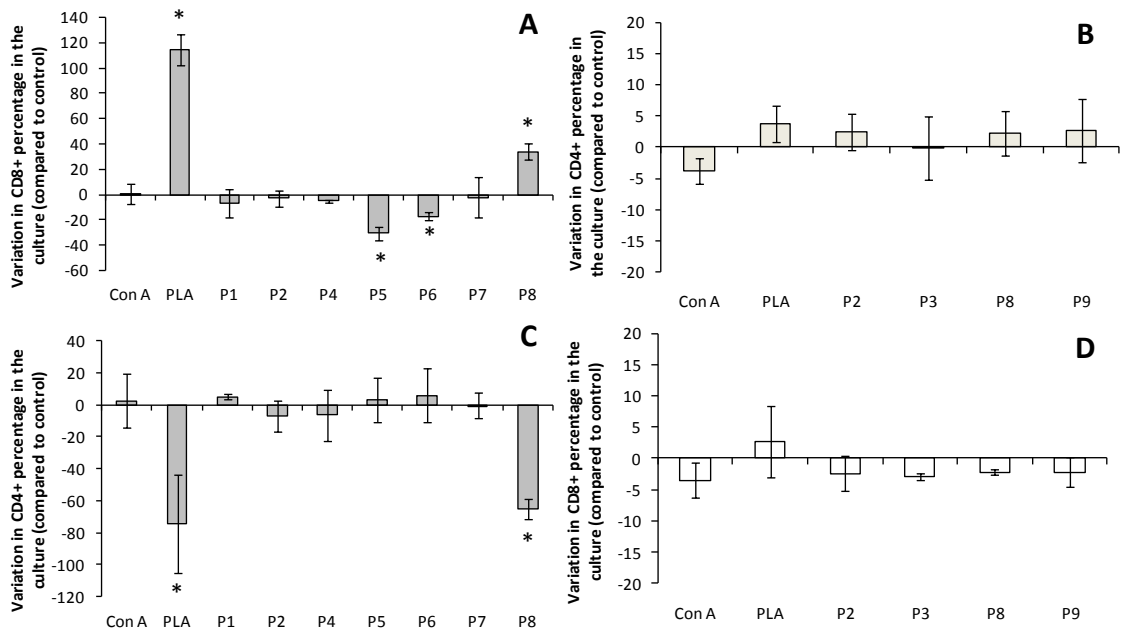 A
Variation in CD8+ percentage in the
culture (compared to control)
140
120
100
80
60
40
20
0
-20
-40
-60
*
*
*
*
Con A PLA P1 P2 P4 P5 P6 P7 P8
B
Variation in CD4+ percentage in
the culture (compared to control)
20
15
10
5
0
-5
-10
-15
-20
Con A PLA P2 P3 P8 P9
C
Variation in CD4+ percentage in the
culture (compared to control)
40
20
0
-20
-40
-60
-80
-100
-120
*
*
Con A PLA P1 P2 P4 P5 P6 P7 P8
D
Variation in CD8+ percentage in the
culture (compared to control)
20
15
10
5
0
-5
-10
-15
-20
Con A PLA P2 P3 P8 P9